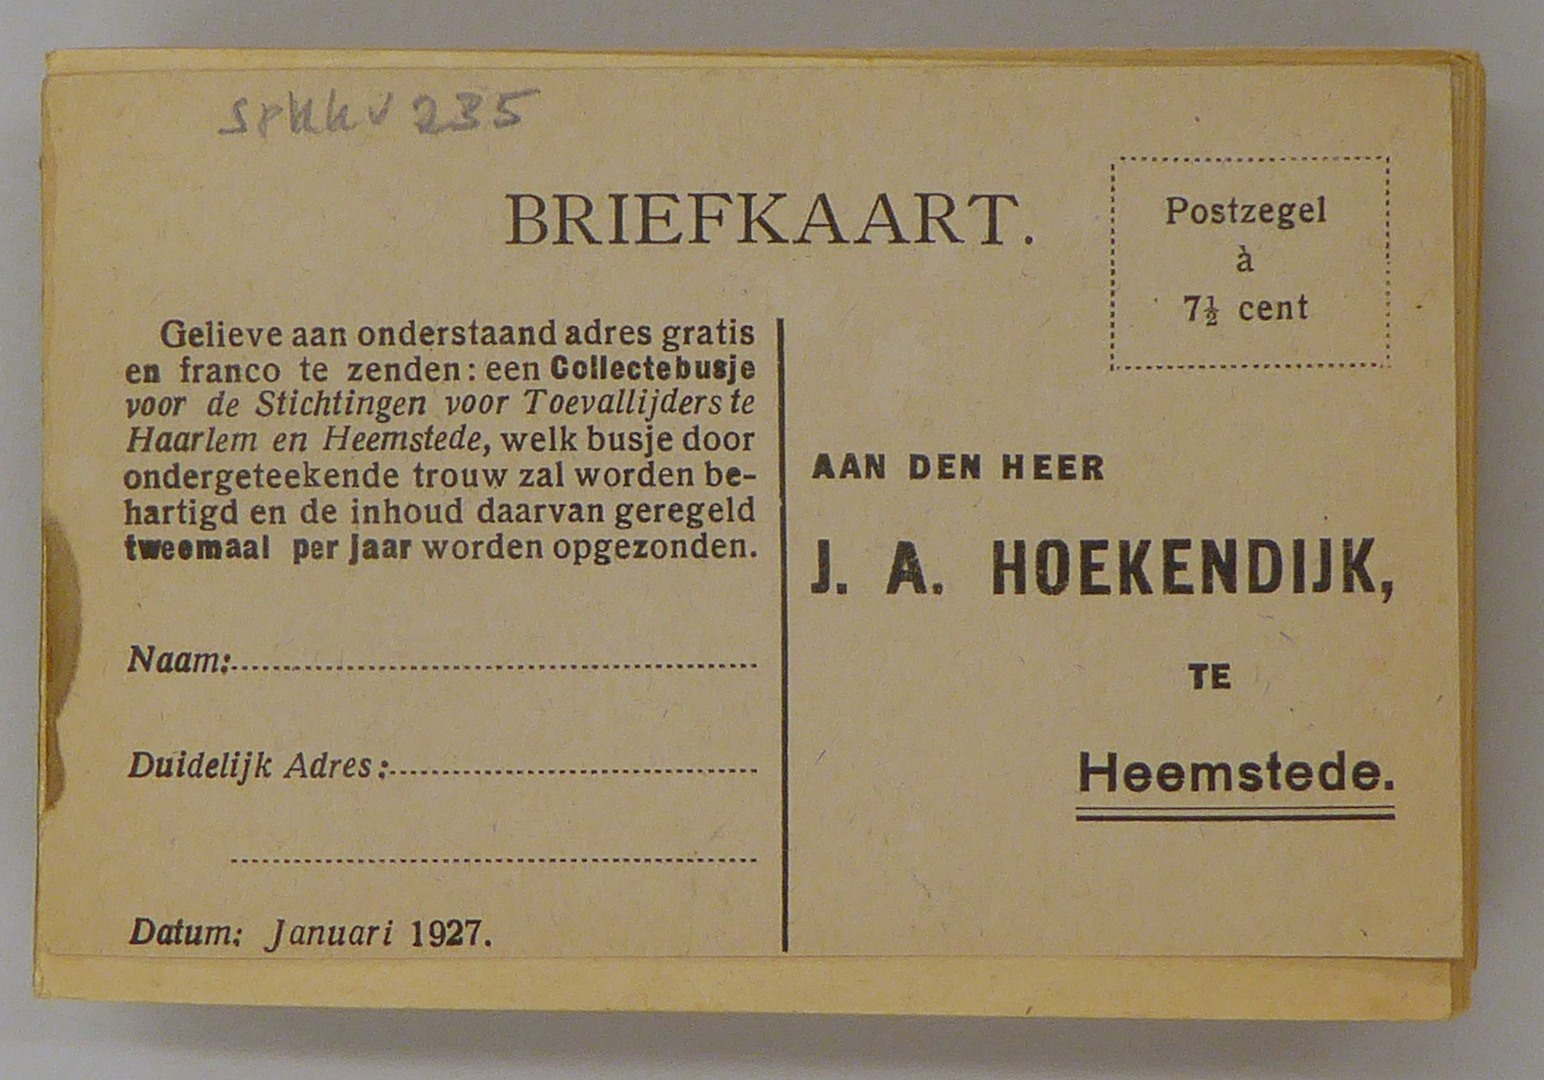 SPKKV 235
BRIEFKAART.
Postzegel
à
7½ cent
Gelieve aan onderstaand adres gratis
en franco te zenden: een Collectebusje
voor de Stichtingen voor Toevallijders te
Haarlem en Heemstede, welk busje door
ondergeteekende trouw zal worden be-
hartigd en de inhoud daarvan geregeld
tweemaal per jaar worden opgezonden.
Naam:
Duidelijk Adres:
Datum: Januari 1927.
AAN DEN HEER
J. A. HOEKENDIJK,
TE
Heemstede.